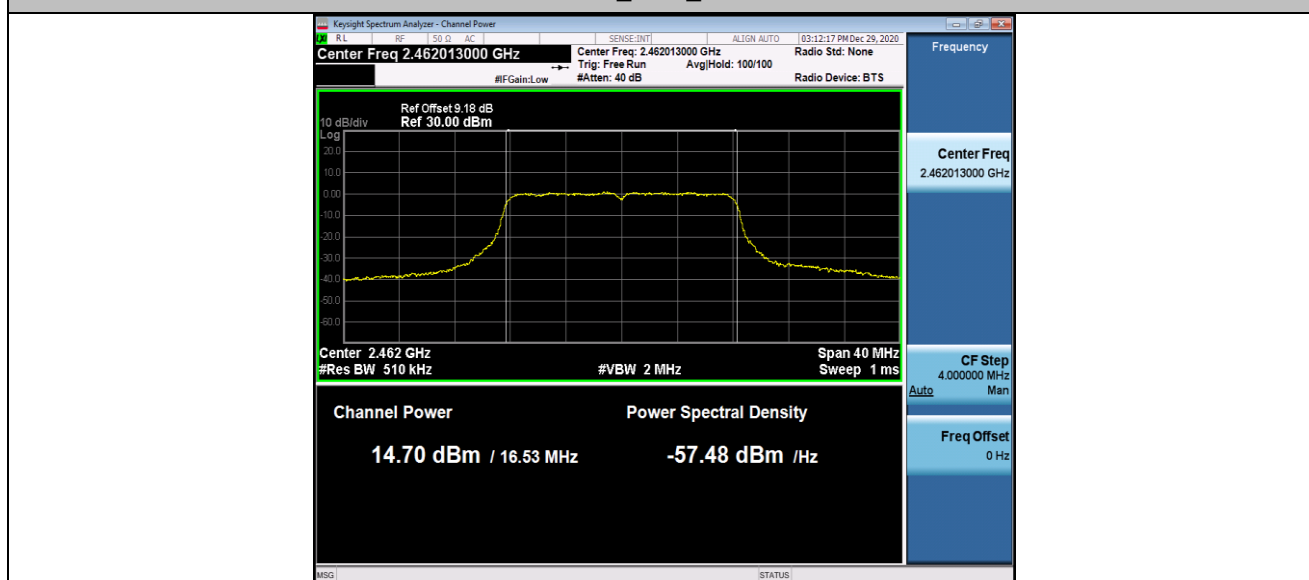 Keysight Spectrum Analyzer - Channel Power
RL RF 50 Ω AC SENSE:INT ALIGN AUTO 03:12:17 PM Dec 29, 2020
Center Freq 2.462013000 GHz
Center Freq: 2.462013000 GHz Radio Std: None
Trig: Free Run Avg|Hold: 100/100
#IFGain:Low #Atten: 40 dB Radio Device: BTS
Frequency
Ref Offset 9.18 dB
10 dB/div Ref 30.00 dBm
Log
20.0
10.0
0.00
-10.0
-20.0
-30.0
-40.0
-50.0
-60.0
Center 2.462 GHz Span 40 MHz
#Res BW 510 kHz #VBW 2 MHz Sweep 1 ms
Channel Power Power Spectral Density
14.70 dBm / 16.53 MHz -57.48 dBm /Hz
Center Freq
2.462013000 GHz
CF Step
4.000000 MHz
Auto Man
Freq Offset
0 Hz
MSG STATUS